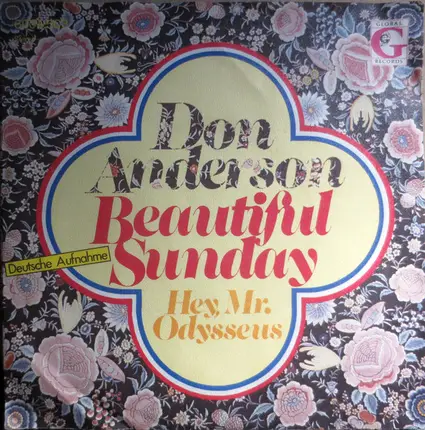 GLOBAL
G
RECORDS
Don
Anderson
Beautiful
Sunday
Deutsche Aufnahme
Hey, Mr.
Odysseus